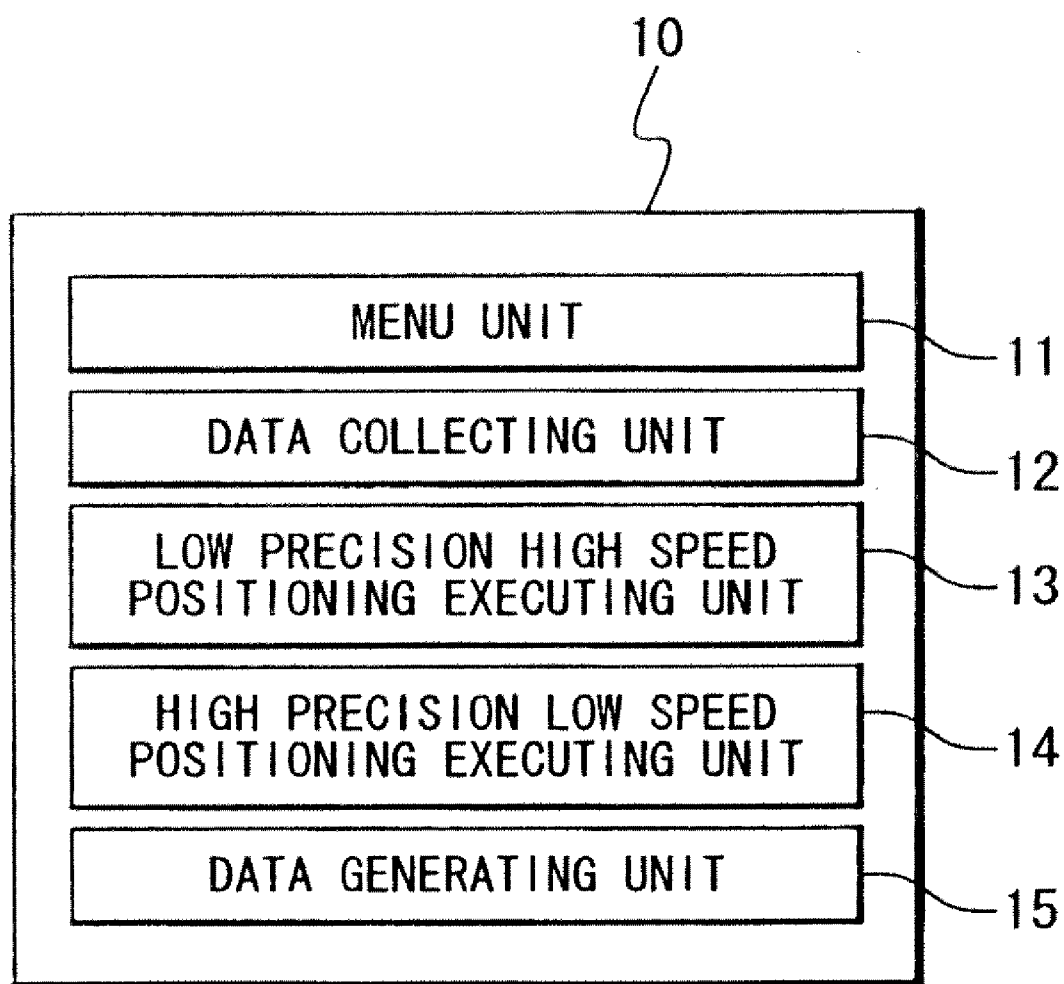 10
MENU UNIT
11
DATA COLLECTING UNIT
12
LOW PRECISION HIGH SPEED
POSITIONING EXECUTING UNIT
13
HIGH PRECISION LOW SPEED
POSITIONING EXECUTING UNIT
14
DATA GENERATING UNIT
15